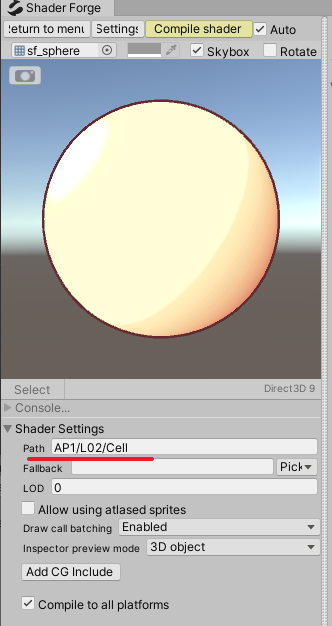 Shader Forge
eturn to menu Settings Compile shader Auto
sf_sphere Skybox Rotate
Select Direct3D 9
Console...
Shader Settings
Path AP1/L02/Cell
Fallback Pick
LOD 0
Allow using atlased sprites
Draw call batching Enabled
Inspector preview mode 3D object
Add CG Include
Compile to all platforms